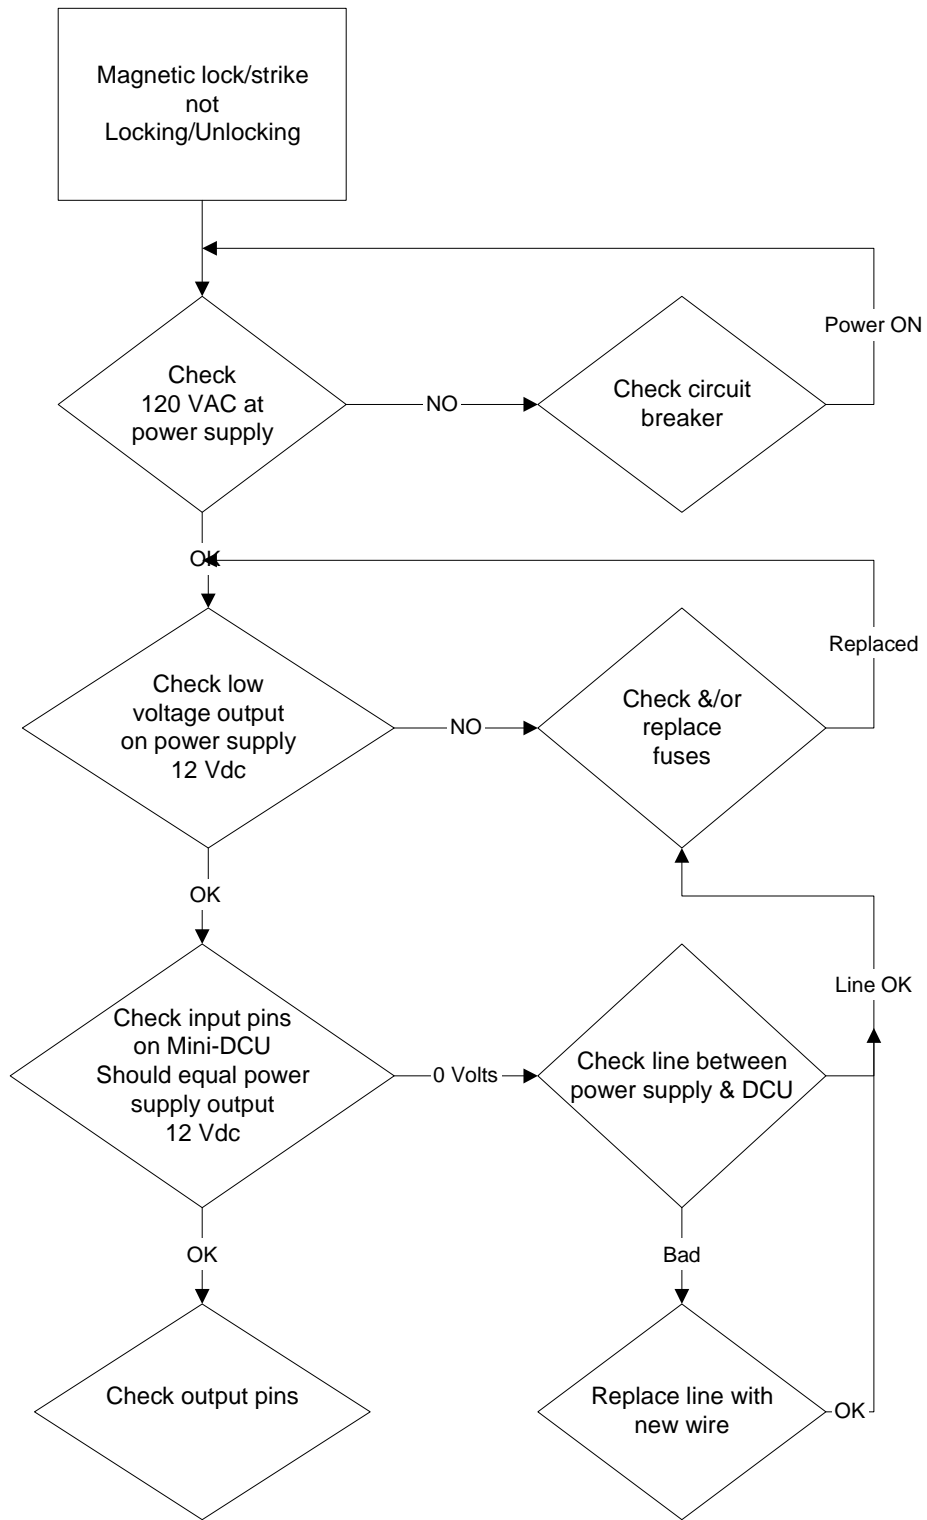 Magnetic lock/strike
not
Locking/Unlocking
Power ON
Check
120 VAC at
power supply
NO
Check circuit
breaker
OK
Replaced
Check low
voltage output
on power supply
12 Vdc
NO
Check &/or
replace
fuses
OK
Line OK
Check input pins
on Mini-DCU
Should equal power
supply output
12 Vdc
0 Volts
Check line between
power supply & DCU
OK
Bad
Check output pins
Replace line with
new wire
OK